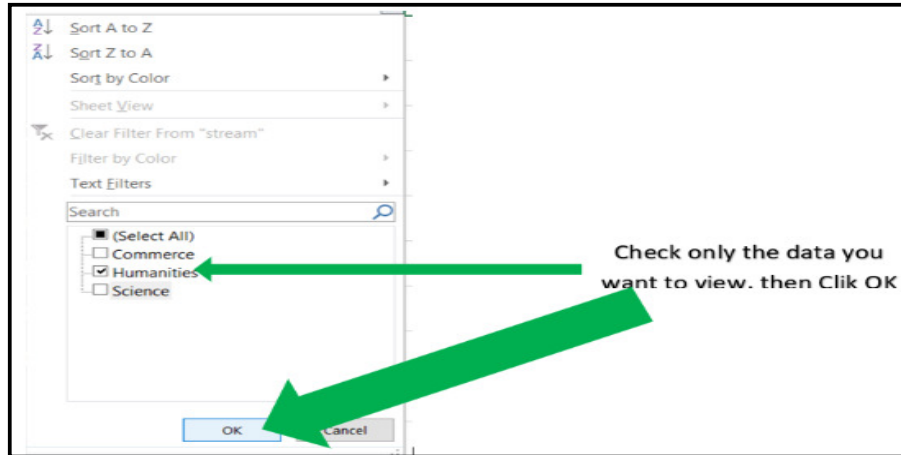 Sort A to Z
Sort Z to A
Sort by Color
Sheet View
Clear Filter From "stream"
Filter by Color
Text Filters
Search
(Select All)
Commerce
Humanities
Science
Check only the data you
want to view, then Clik OK
OK
Cancel